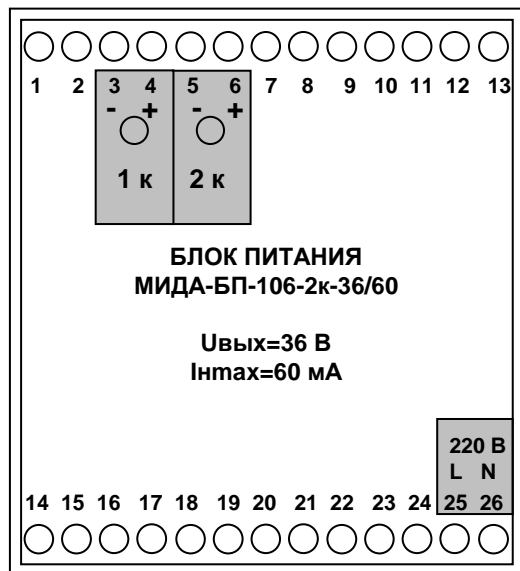 1 2 3 4 5 6 7 8 9 10 11 12 13
- + - +
1 к 2 к
БЛОК ПИТАНИЯ
МИДА-БП-106-2к-36/60
Uвых=36 В
Iнmax=60 мА
220 В
L N
14 15 16 17 18 19 20 21 22 23 24 25 26